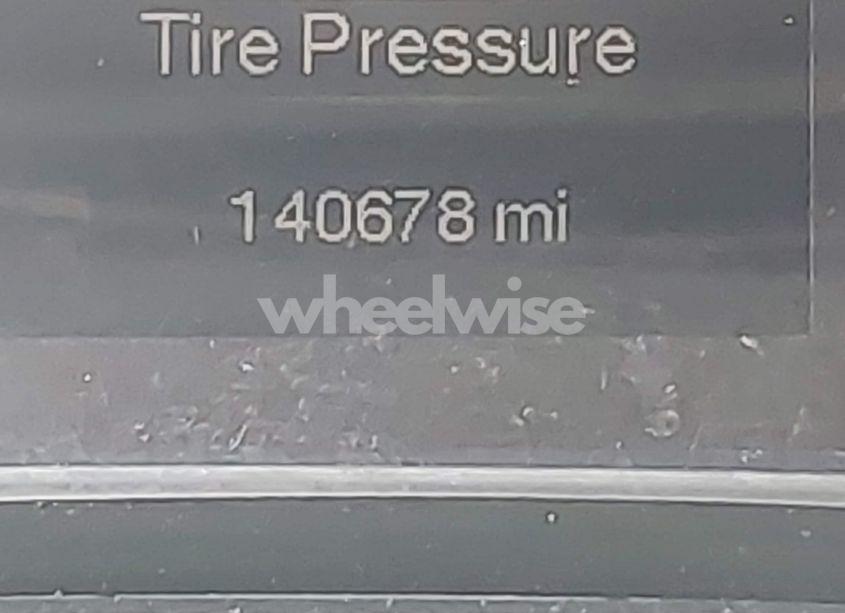 Tire Pressure
140678 mi
wheelwise